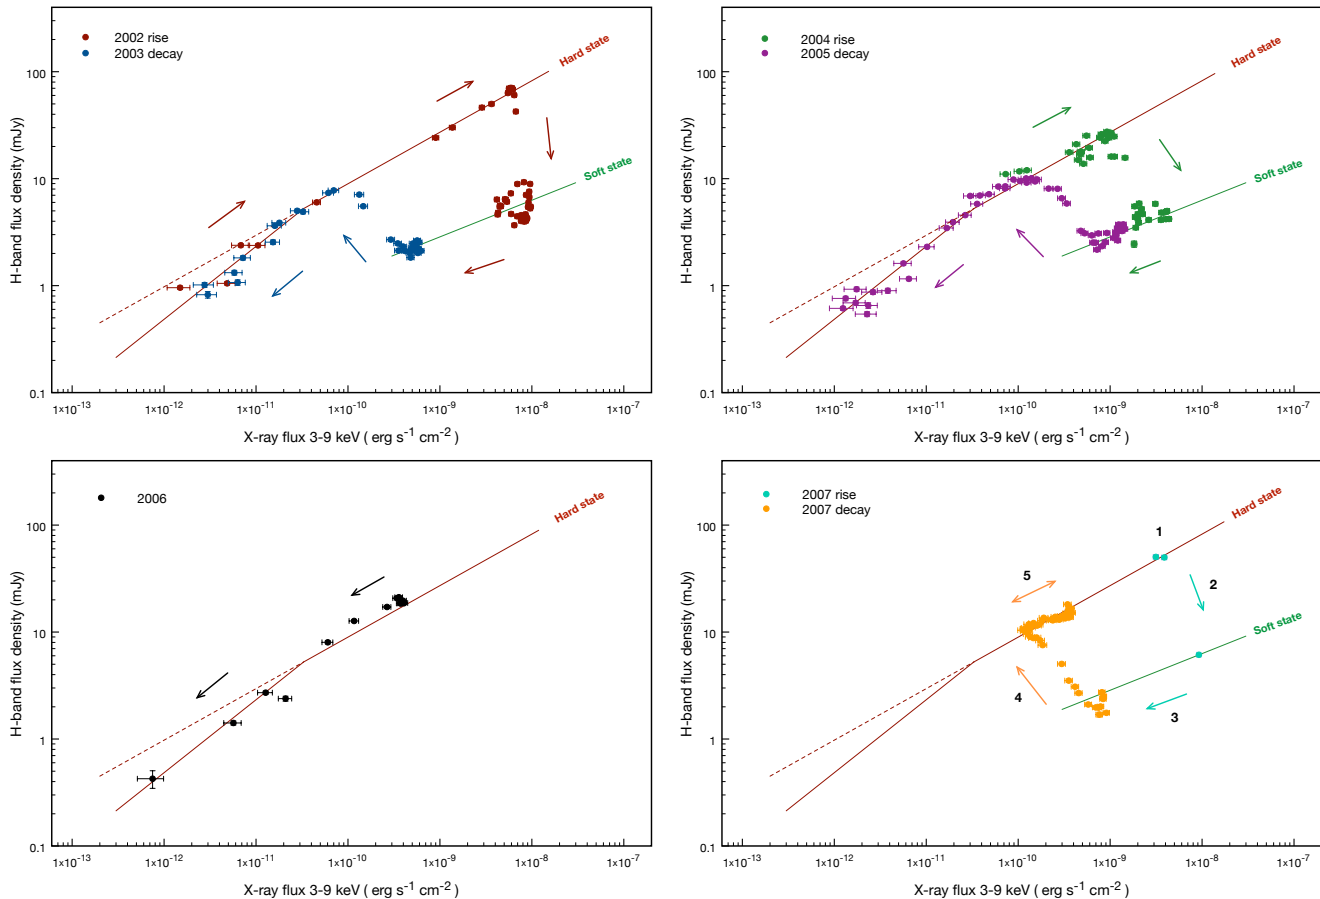 2002 rise
2003 decay
Hard state
Soft state
100
10
1
0.1
H-band flux density (mJy)
1×10⁻¹³ 1×10⁻¹² 1×10⁻¹¹ 1×10⁻¹⁰ 1×10⁻⁹ 1×10⁻⁸ 1×10⁻⁷
X-ray flux 3-9 keV ( erg s⁻¹ cm⁻² )
2004 rise
2005 decay
Hard state
Soft state
100
10
1
0.1
H-band flux density (mJy)
1×10⁻¹³ 1×10⁻¹² 1×10⁻¹¹ 1×10⁻¹⁰ 1×10⁻⁹ 1×10⁻⁸ 1×10⁻⁷
X-ray flux 3-9 keV ( erg s⁻¹ cm⁻² )
2006
Hard state
100
10
1
0.1
H-band flux density (mJy)
1×10⁻¹³ 1×10⁻¹² 1×10⁻¹¹ 1×10⁻¹⁰ 1×10⁻⁹ 1×10⁻⁸ 1×10⁻⁷
X-ray flux 3-9 keV ( erg s⁻¹ cm⁻² )
2007 rise
2007 decay
Hard state
Soft state
1
2
5
4
3
100
10
1
0.1
H-band flux density (mJy)
1×10⁻¹³ 1×10⁻¹² 1×10⁻¹¹ 1×10⁻¹⁰ 1×10⁻⁹ 1×10⁻⁸ 1×10⁻⁷
X-ray flux 3-9 keV ( erg s⁻¹ cm⁻² )